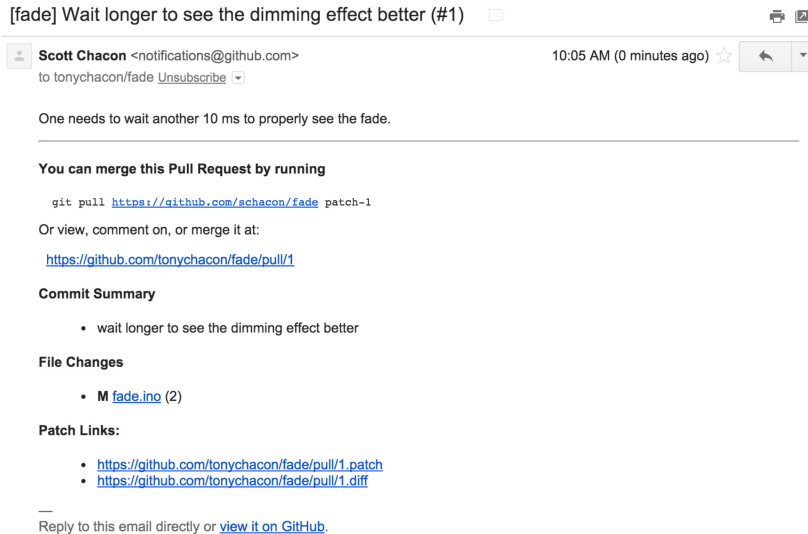 [fade] Wait longer to see the dimming effect better (#1)
Scott Chacon <notifications@github.com>
10:05 AM (0 minutes ago)
to tonychacon/fade Unsubscribe
One needs to wait another 10 ms to properly see the fade.
You can merge this Pull Request by running
git pull https://github.com/schacon/fade patch-1
Or view, comment on, or merge it at:
https://github.com/tonychacon/fade/pull/1
Commit Summary
• wait longer to see the dimming effect better
File Changes
• M fade.ino (2)
Patch Links:
• https://github.com/tonychacon/fade/pull/1.patch
• https://github.com/tonychacon/fade/pull/1.diff
—
Reply to this email directly or view it on GitHub.